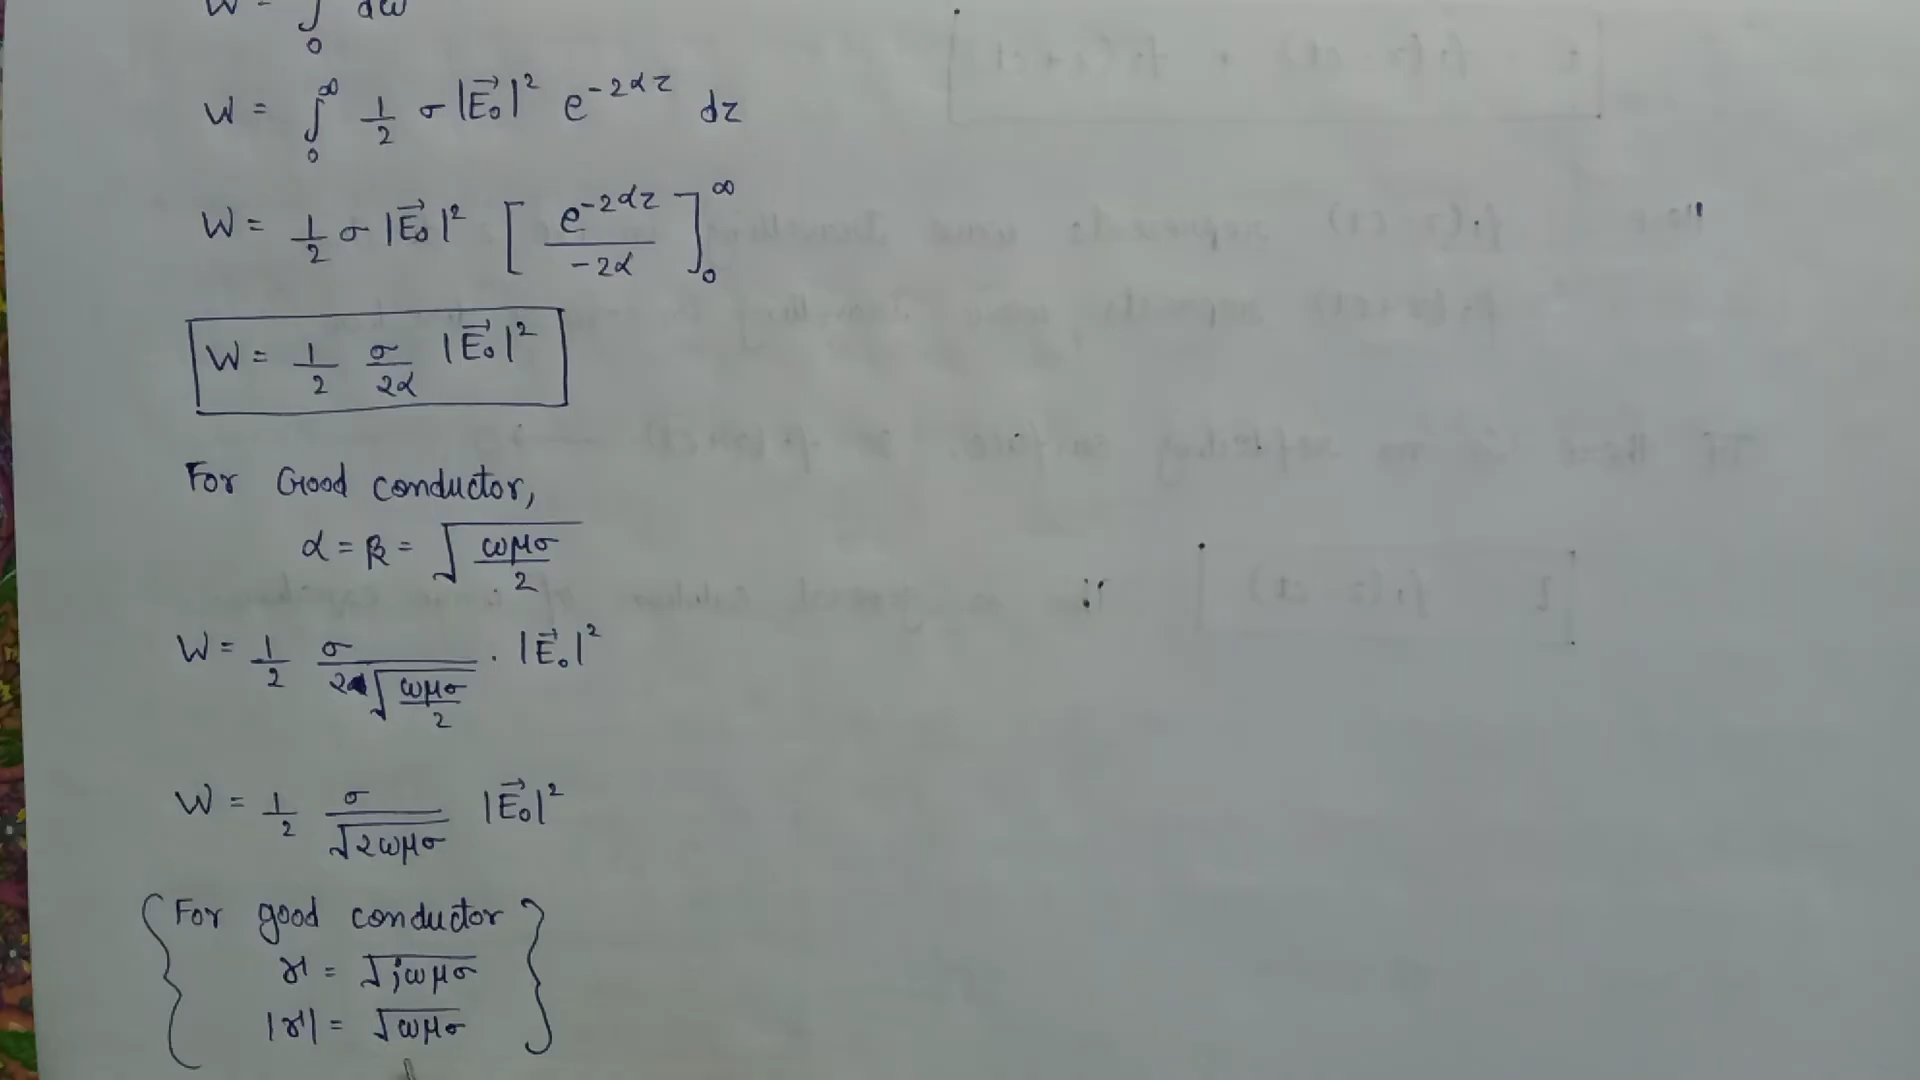 W = ∫₀ dω
W = ∫₀^∞ 1/2 σ |E⃗₀|² e^{-2αz} dz
W = 1/2 σ |E⃗₀|² [ e^{-2αz} / -2α ]₀^∞
W = 1/2 σ/2α |E⃗₀|²
For Good conductor,
α = β = √(ωμσ/2)
W = 1/2 σ/(2√(ωμσ/2)) . |E⃗₀|²
W = 1/2 σ/√(2ωμσ) |E⃗₀|²
{ For good conductor }
γ = √(jωμσ)
|γ| = √(ωμσ)